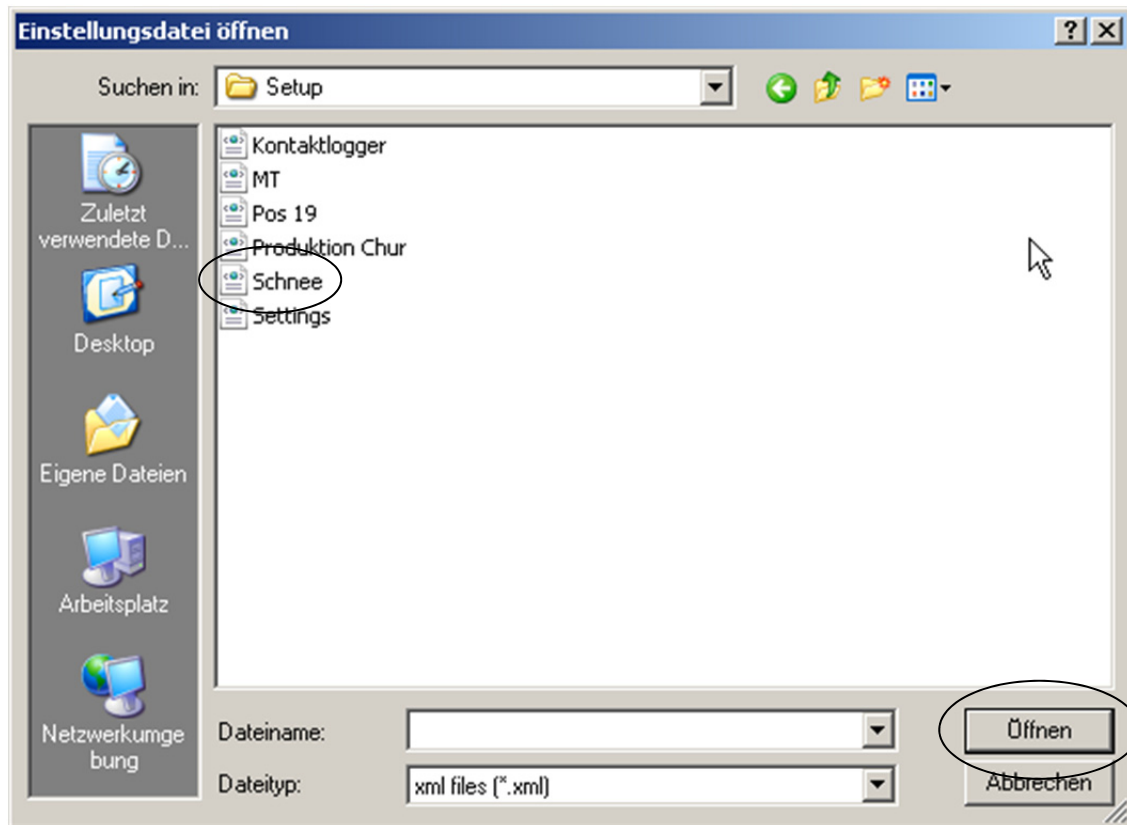 Einstellungsdatei öffnen
Suchen in:
Setup
Zuletzt
verwendete D...
Desktop
Eigene Dateien
Arbeitsplatz
Netzwerkumge
bung
Kontaktlogger
MT
Pos 19
Produktion Chur
Schnee
Settings
Dateiname:
Öffnen
Dateityp:
xml files (*.xml)
Abbrechen